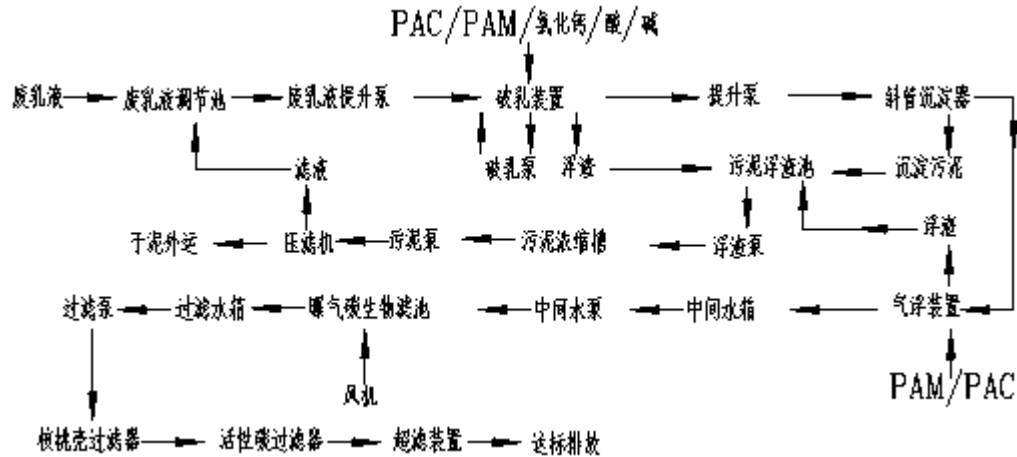 PAC/PAM/氯化钙/酸/碱
废乳液 废乳液调节池 废乳液提升泵 破乳装置 提升泵 斜管沉淀器
滤液 破乳泵 浮渣 污泥浮渣池 沉淀污泥
干泥外运 压滤机 污泥泵 污泥浓缩槽 浮渣泵 浮渣
过滤泵 过滤水箱 曝气碳生物滤池 中间水泵 中间水箱 气浮装置
风机 PAM/PAC
核桃壳过滤器 活性碳过滤器 超滤装置 达标排放